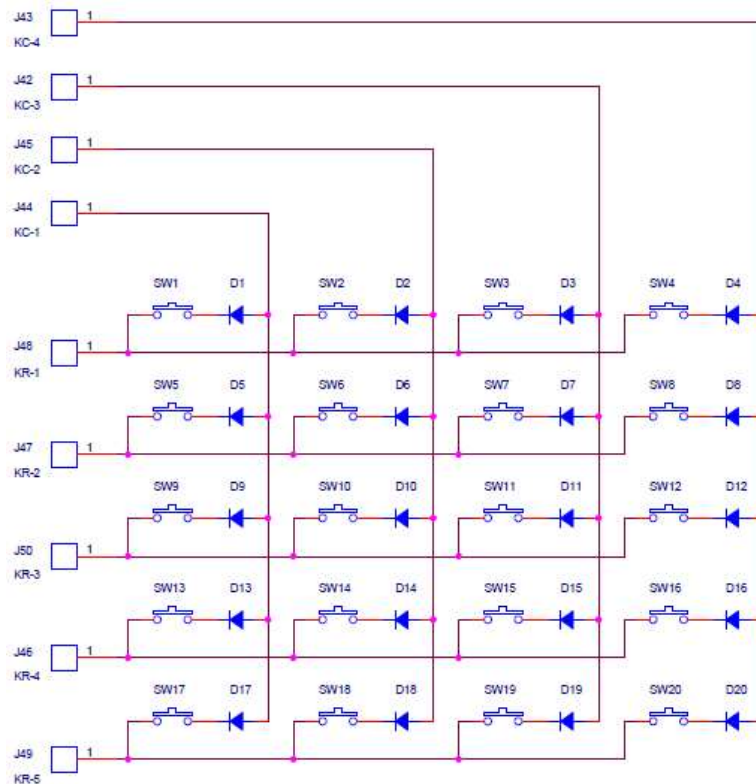 J43 1
KC-4
J42 1
KC-3
J45 1
KC-2
J44 1
KC-1
SW1 D1 SW2 D2 SW3 D3 SW4 D4
J48 1
KR-1
SW5 D5 SW6 D6 SW7 D7 SW8 D8
J47 1
KR-2
SW9 D9 SW10 D10 SW11 D11 SW12 D12
J50 1
KR-3
SW13 D13 SW14 D14 SW15 D15 SW16 D16
J46 1
KR-4
SW17 D17 SW18 D18 SW19 D19 SW20 D20
J49 1
KR-5